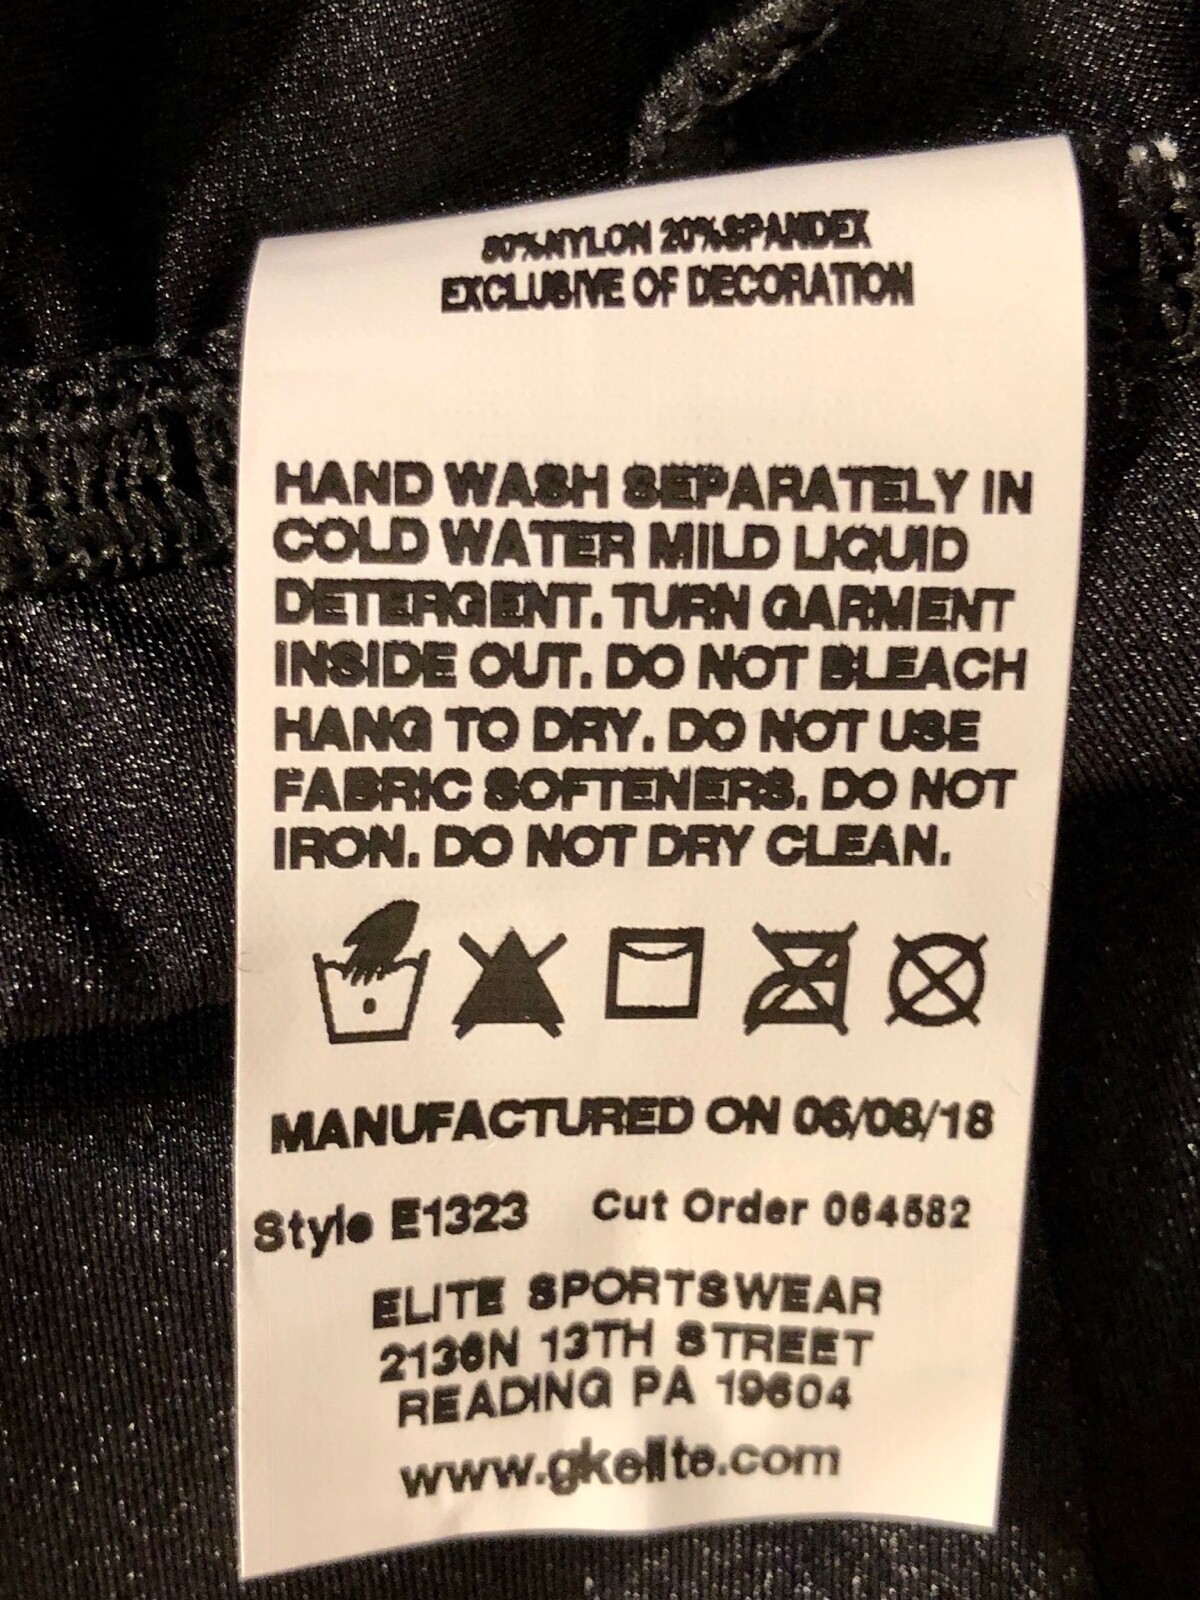 80%NYLON 20%SPANDEX
EXCLUSIVE OF DECORATION
HAND WASH SEPARATELY IN
COLD WATER MILD LIQUID
DETERGENT. TURN GARMENT
INSIDE OUT. DO NOT BLEACH
HANG TO DRY. DO NOT USE
FABRIC SOFTENERS. DO NOT
IRON. DO NOT DRY CLEAN.
MANUFACTURED ON 06/08/18
Style E1323 Cut Order 064582
ELITE SPORTSWEAR
2136N 13TH STREET
READING PA 19604
www.gkelite.com